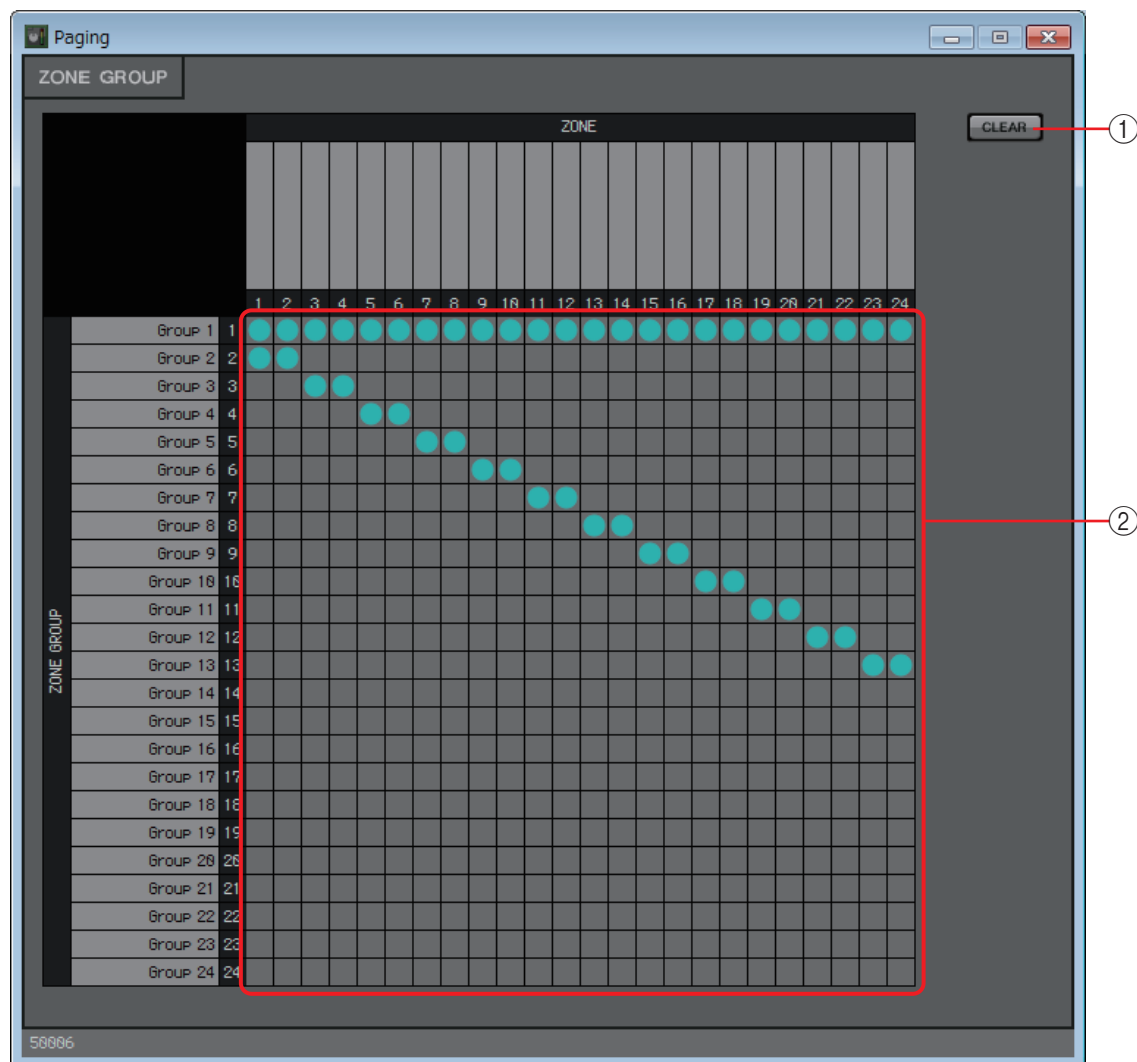 Paging
ZONE GROUP
ZONE
CLEAR
①
1 2 3 4 5 6 7 8 9 10 11 12 13 14 15 16 17 18 19 20 21 22 23 24
Group 1 1
Group 2 2
Group 3 3
Group 4 4
Group 5 5
Group 6 6
Group 7 7
Group 8 8
②
Group 9 9
Group 10 10
Group 11 11
Group 12 12
Group 13 13
Group 14 14
Group 15 15
Group 16 16
Group 17 17
Group 18 18
Group 19 19
Group 20 20
Group 21 21
Group 22 22
Group 23 23
Group 24 24
ZONE GROUP
50006